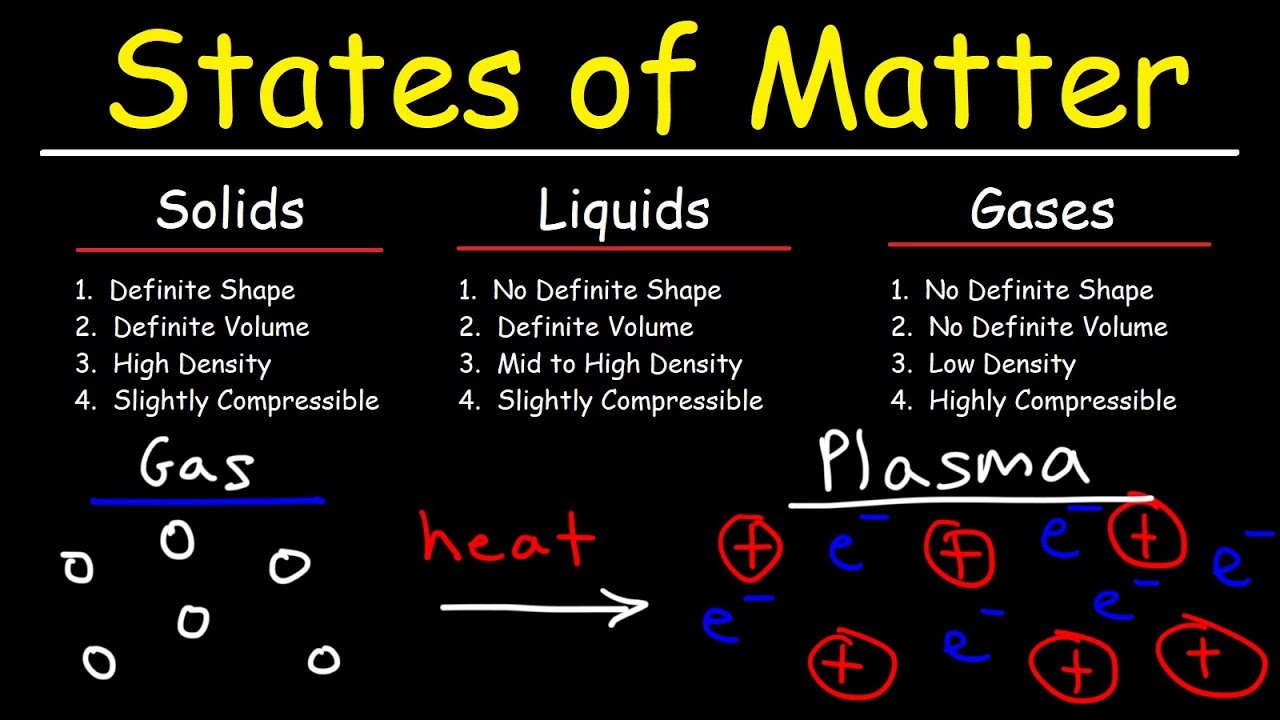 States of Matter
Solids
1. Definite Shape
2. Definite Volume
3. High Density
4. Slightly Compressible
Liquids
1. No Definite Shape
2. Definite Volume
3. Mid to High Density
4. Slightly Compressible
Gases
1. No Definite Shape
2. No Definite Volume
3. Low Density
4. Highly Compressible
Gas
heat
Plasma
+ e⁻ + e⁻ + e⁻
e⁻ e⁻ e⁻
+ + +